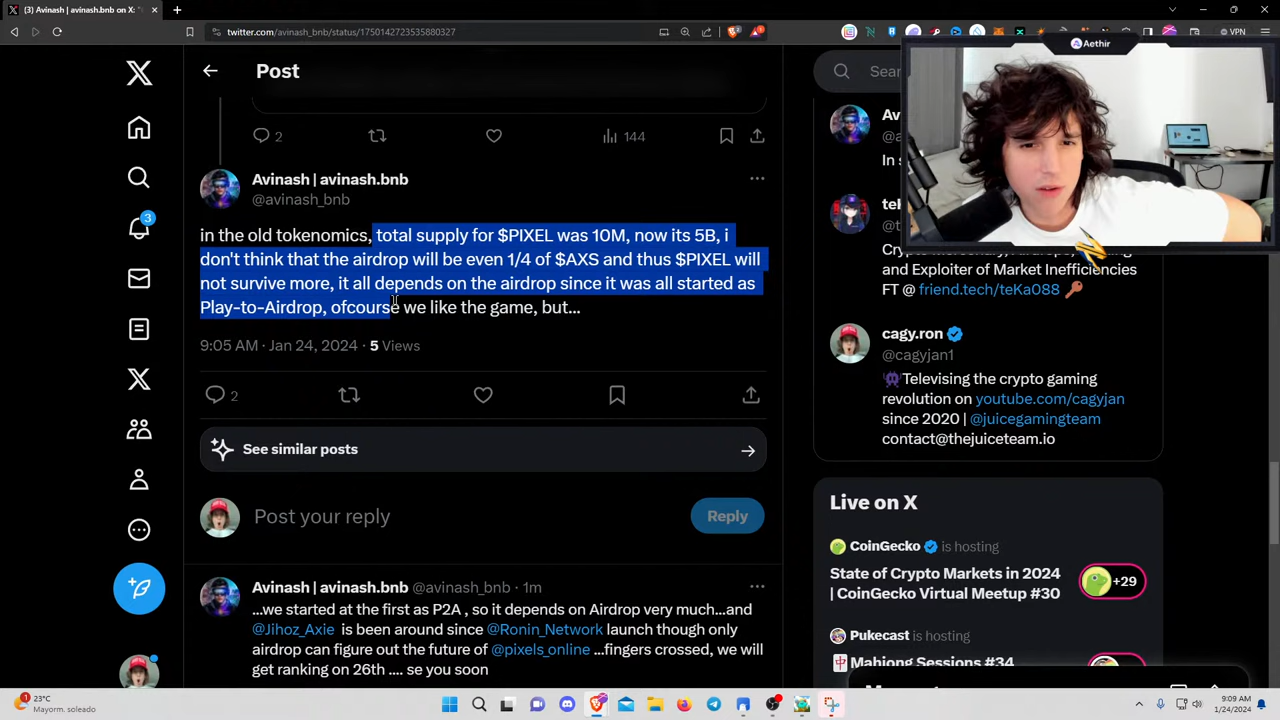 (3) Avinash | avinash.bnb
twitter.com/avinash_bnb/status/1750142723535880327
VPN
Aethir
Post
2
144
Avinash | avinash.bnb
@avinash_bnb
in the old tokenomics, total supply for $PIXEL was 10M, now its 5B, i
don't think that the airdrop will be even 1/4 of $AXS and thus $PIXEL will
not survive more, it all depends on the airdrop since it was all started as
Play-to-Airdrop, ofcourse we like the game, but...
9:05 AM · Jan 24, 2024 · 5 Views
2
See similar posts
Post your reply
Reply
Avinash | avinash.bnb @avinash_bnb · 1m
...we started at the first as P2A , so it depends on Airdrop very much...and
@Jihoz_Axie is been around since @Ronin_Network launch though only
airdrop can figure out the future of @pixels_online ...fingers crossed, we will
get ranking on 26th .... se you soon
3
Sea
Av
@a
In s
teK
@t
Crypto
and Exploiter of Market Inefficiencies
FT @ friend.tech/teKa088
cagy.ron
@cagyjan1
Televising the crypto gaming
revolution on youtube.com/cagyjan
since 2020 | @juicegamingteam
contact@thejuiceteam.io
Live on X
CoinGecko is hosting
State of Crypto Markets in 2024
| CoinGecko Virtual Meetup #30
+29
Pukecast is hosting
Mahjong Sessions #34
1
23°C
Mayorm. soleado
9:09 AM
1/24/2024